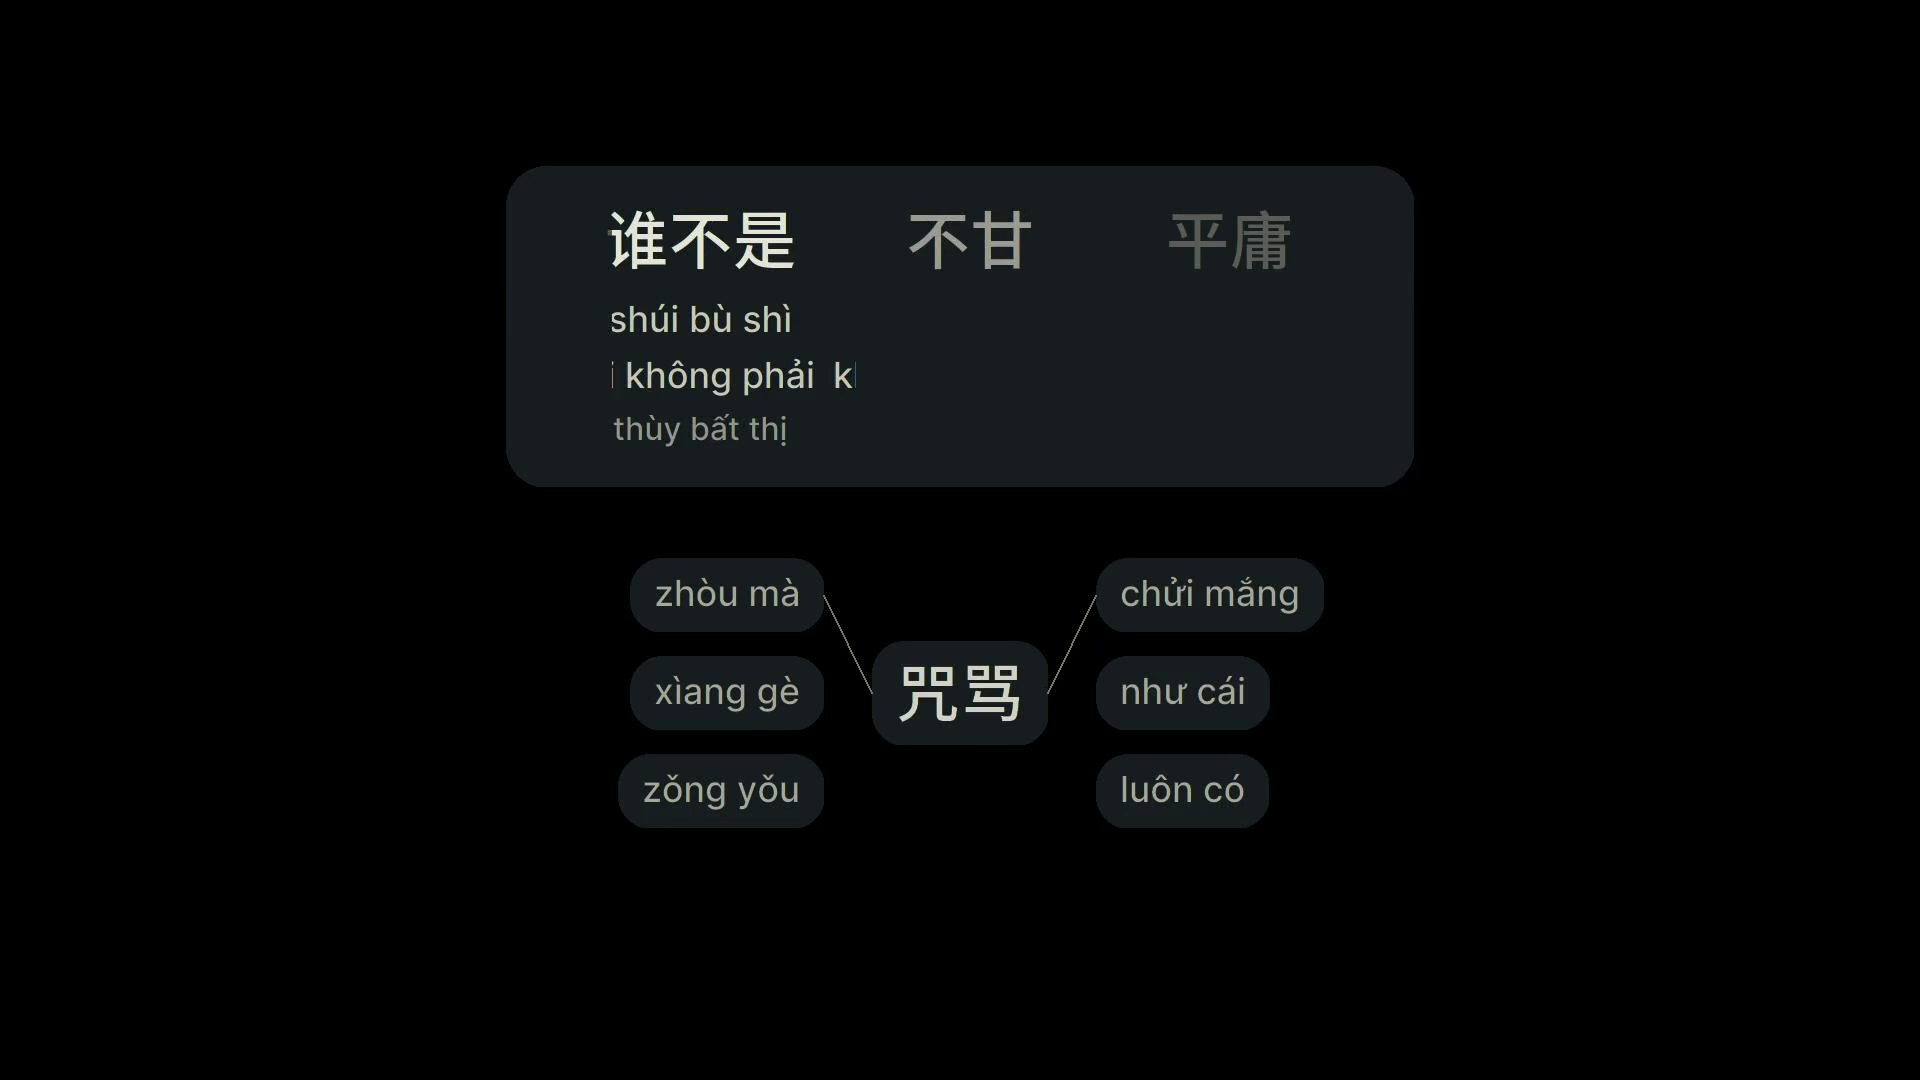 谁不是 不甘 平庸
shúi bù shì
không phải
thùy bất thị
zhòu mà
chửi mắng
咒骂
xìang gè
như cái
zǒng yǒu
luôn có